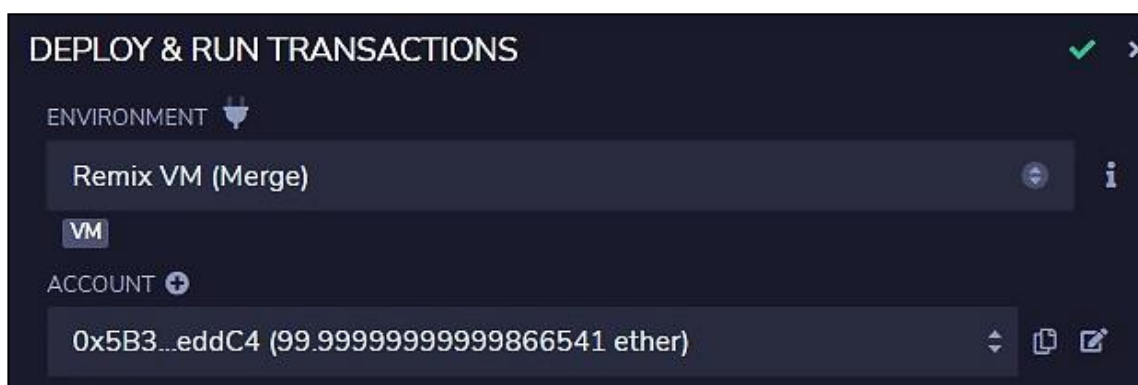 DEPLOY & RUN TRANSACTIONS
ENVIRONMENT
Remix VM (Merge)
VM
ACCOUNT
0x5B3...eddC4 (99.99999999999866541 ether)